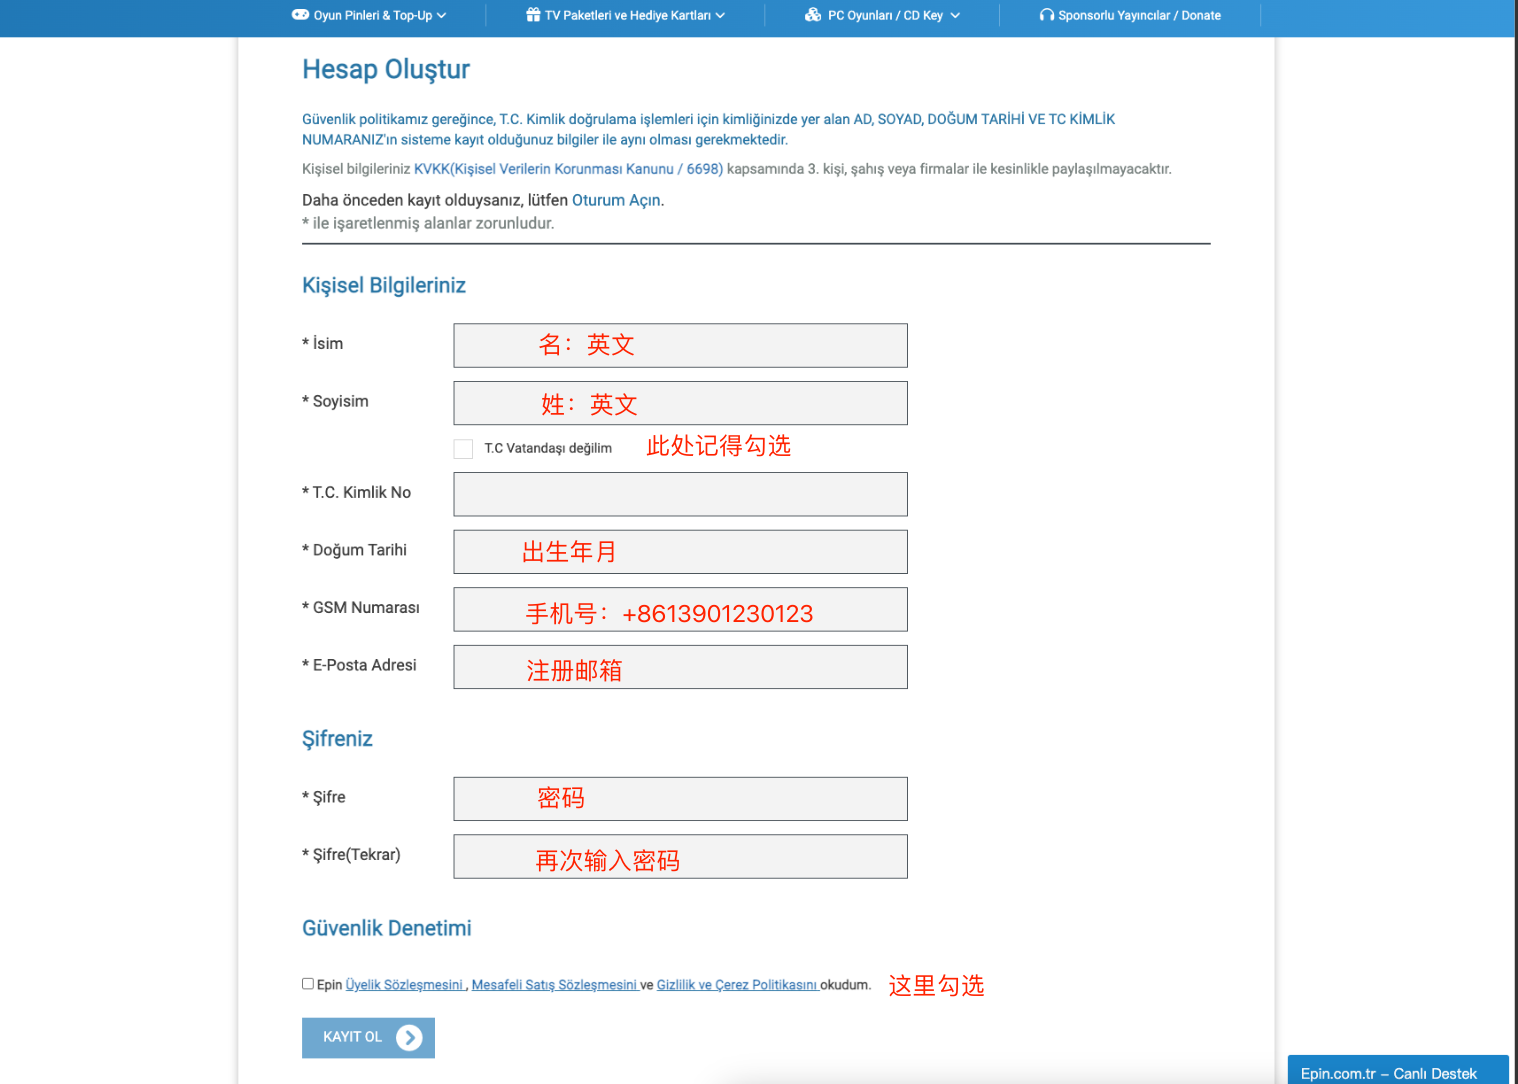 Oyun Pinleri & Top-Up
TV Paketleri ve Hediye Kartları
PC Oyunları / CD Key
Sponsorlu Yayıncılar / Donate
Hesap Oluştur
Güvenlik politikamız gereğince, T.C. Kimlik doğrulama işlemleri için kimliğinizde yer alan AD, SOYAD, DOĞUM TARİHİ VE TC KİMLİK
NUMARANIZ'ın sisteme kayıt olduğunuz bilgiler ile aynı olması gerekmektedir.
Kişisel bilgileriniz KVKK(Kişisel Verilerin Korunması Kanunu / 6698) kapsamında 3. kişi, şahıs veya firmalar ile kesinlikle paylaşılmayacaktır.
Daha önceden kayıt olduysanız, lütfen Oturum Açın.
* ile işaretlenmiş alanlar zorunludur.
Kişisel Bilgileriniz
* İsim
名：英文
* Soyisim
姓：英文
T.C Vatandaşı değilim
此处记得勾选
* T.C. Kimlik No
* Doğum Tarihi
出生年月
* GSM Numarası
手机号：+8613901230123
* E-Posta Adresi
注册邮箱
Şifreniz
* Şifre
密码
* Şifre(Tekrar)
再次输入密码
Güvenlik Denetimi
Epin Üyelik Sözleşmesini , Mesafeli Satış Sözleşmesini ve Gizlilik ve Çerez Politikasını okudum.
这里勾选
KAYIT OL
Epin.com.tr – Canlı Destek